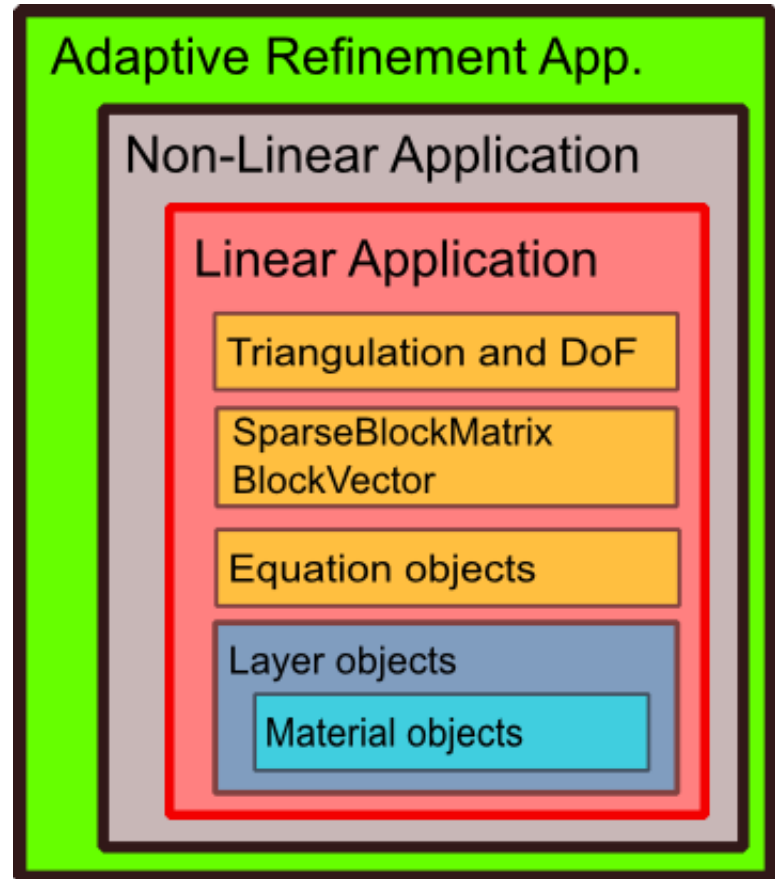 Adaptive Refinement App.
Non-Linear Application
Linear Application
Triangulation and DoF
SparseBlockMatrix
BlockVector
Equation objects
Layer objects
Material objects